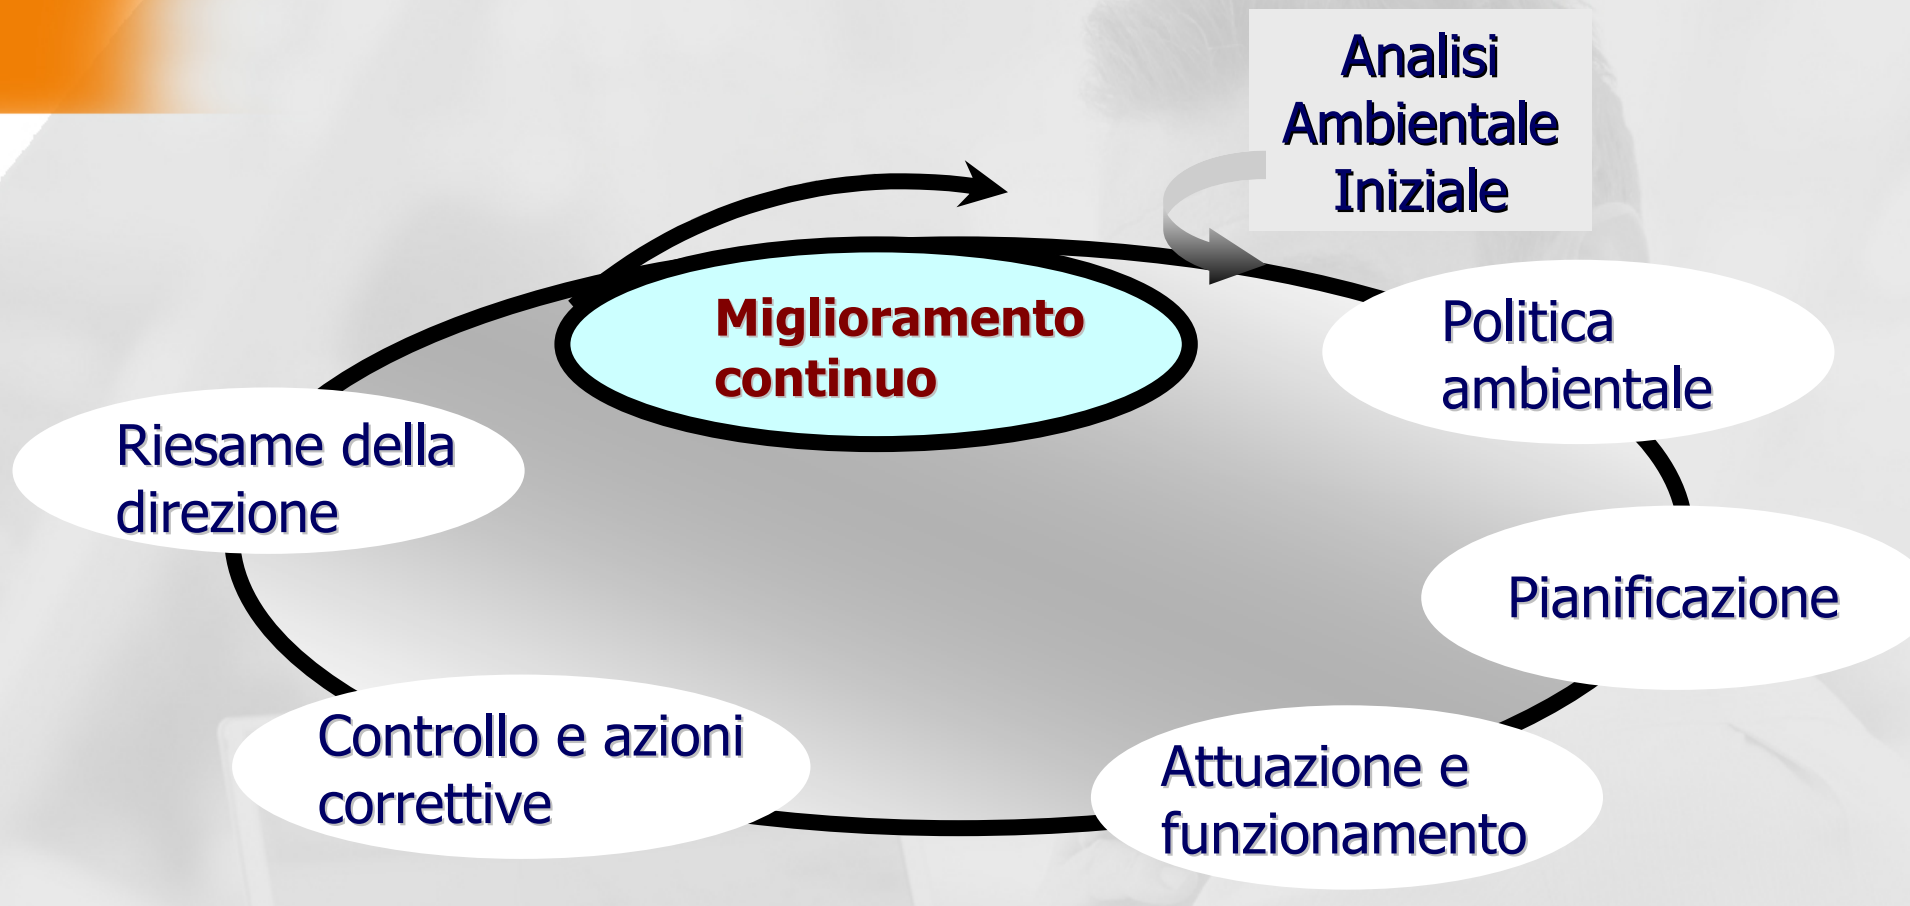 Analisi
Ambientale
Iniziale
Miglioramento
continuo
Politica
ambientale
Riesame della
direzione
Pianificazione
Controllo e azioni
correttive
Attuazione e
funzionamento